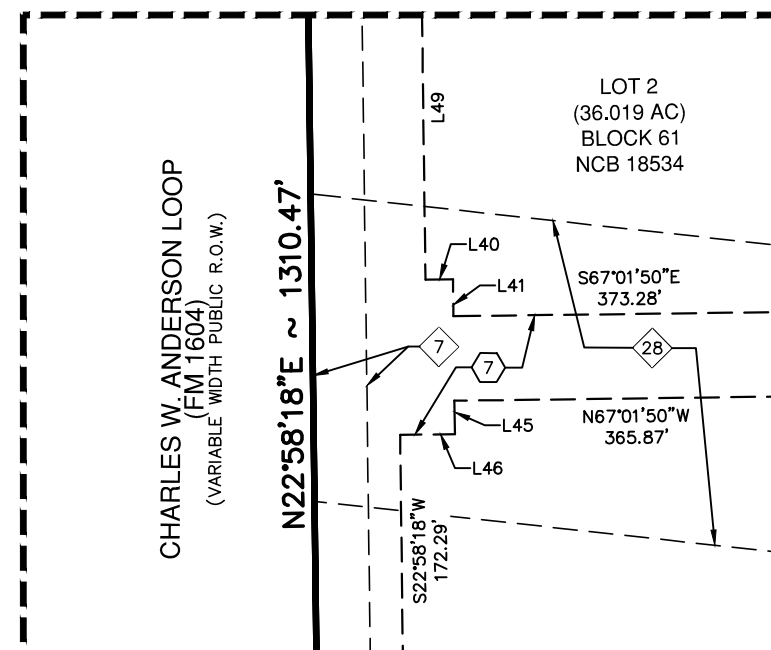 LOT 2
(36.019 AC)
BLOCK 61
NCB 18534
L49
CHARLES W. ANDERSON LOOP
(FM 1604)
(VARIABLE WIDTH PUBLIC R.O.W.)
N22°58'18"E ~ 1310.47'
L40
L41
S67°01'50"E
373.28'
7
7
28
N67°01'50"W
365.87'
L45
L46
S22°58'18"W
172.29'